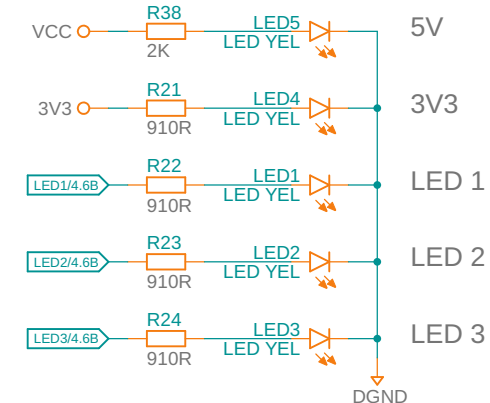 R38
LED5
5V
VCC
2K
LED YEL
R21
LED4
3V3
3V3
910R
LED YEL
R22
LED1
LED 1
LED1/4.6B
910R
LED YEL
R23
LED2
LED 2
LED2/4.6B
910R
LED YEL
R24
LED3
LED 3
LED3/4.6B
910R
LED YEL
DGND